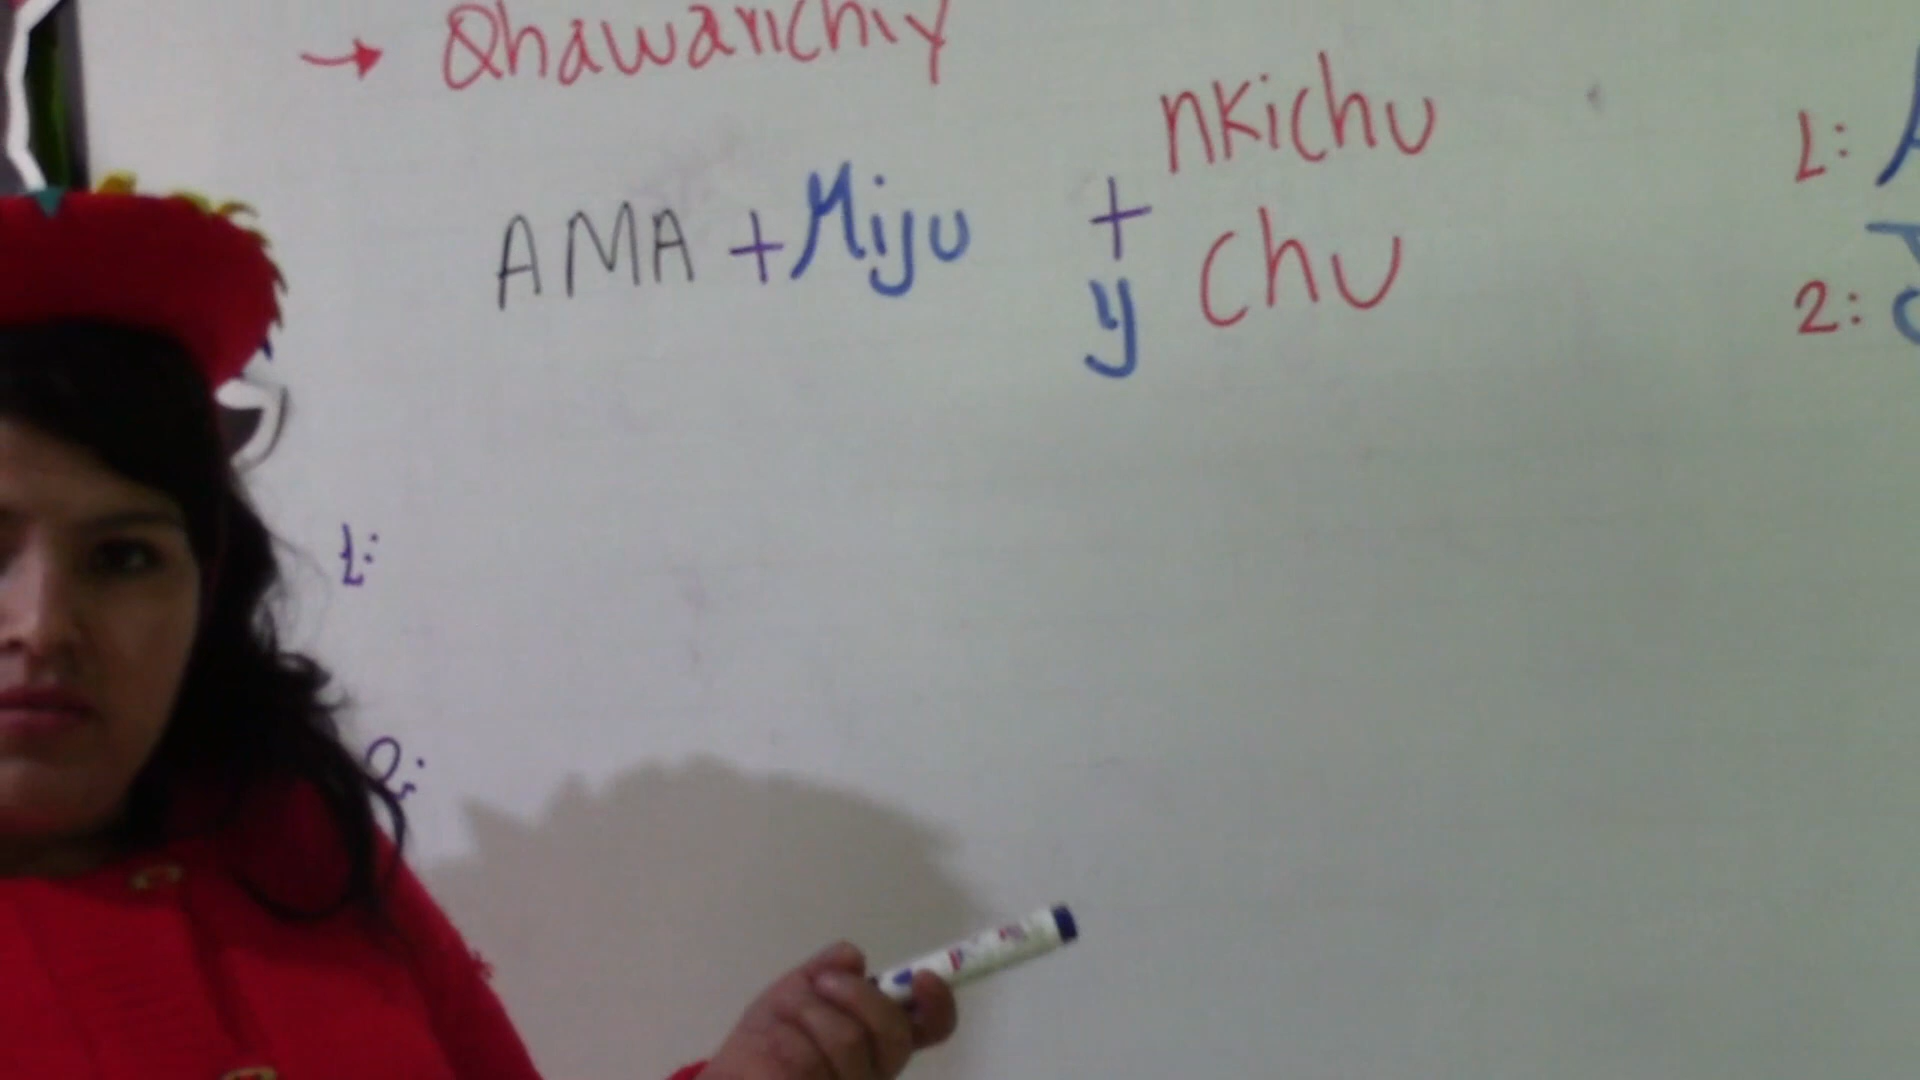 → Qhawarichiy
nkichu
AMA + Miju +
y chu
1:
2:
1: